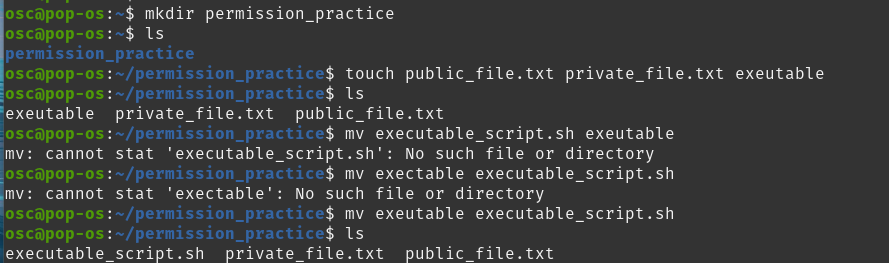 osc@pop-os:~$ mkdir permission_practice
osc@pop-os:~$ ls
permission_practice
osc@pop-os:~/permission_practice$ touch public_file.txt private_file.txt exeutable
osc@pop-os:~/permission_practice$ ls
exeutable  private_file.txt  public_file.txt
osc@pop-os:~/permission_practice$ mv executable_script.sh exeutable
mv: cannot stat 'executable_script.sh': No such file or directory
osc@pop-os:~/permission_practice$ mv exectable executable_script.sh
mv: cannot stat 'exectable': No such file or directory
osc@pop-os:~/permission_practice$ mv exeutable executable_script.sh
osc@pop-os:~/permission_practice$ ls
executable_script.sh  private_file.txt  public_file.txt